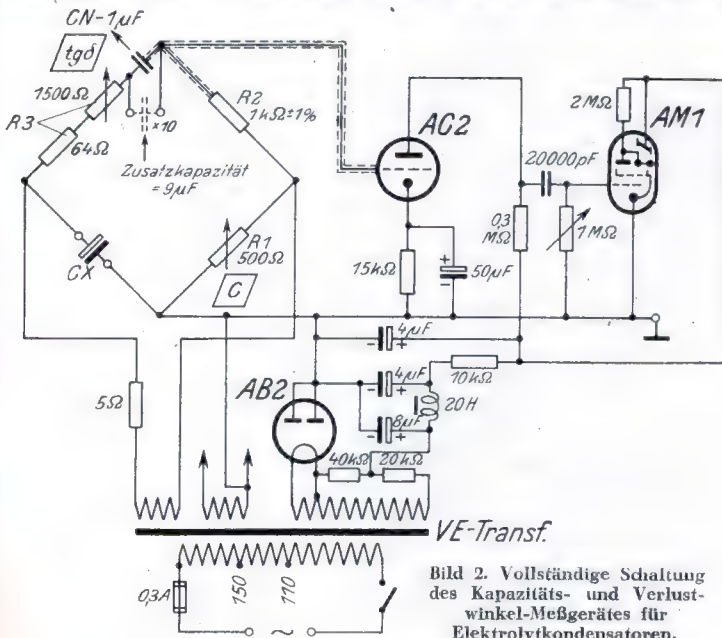 CN-1µF
tgδ
1500Ω
R3
64Ω
×10
Zusatzkapazität
= 9µF
R2
1kΩ±1%
CX
R1
500Ω
C
AC2
15kΩ
+
-
50µF
20000pF
0,3
MΩ
1MΩ
2MΩ
AM1
4µF
- +
4µF
- +
8µF
- +
10kΩ
20H
AB2
40kΩ 20kΩ
5Ω
VE-Transf.
150
110
0,3A
~
Bild 2. Vollständige Schaltung
des Kapazitäts- und Verlust-
winkel-Meßgerätes für
Elektrolytkondensatoren.